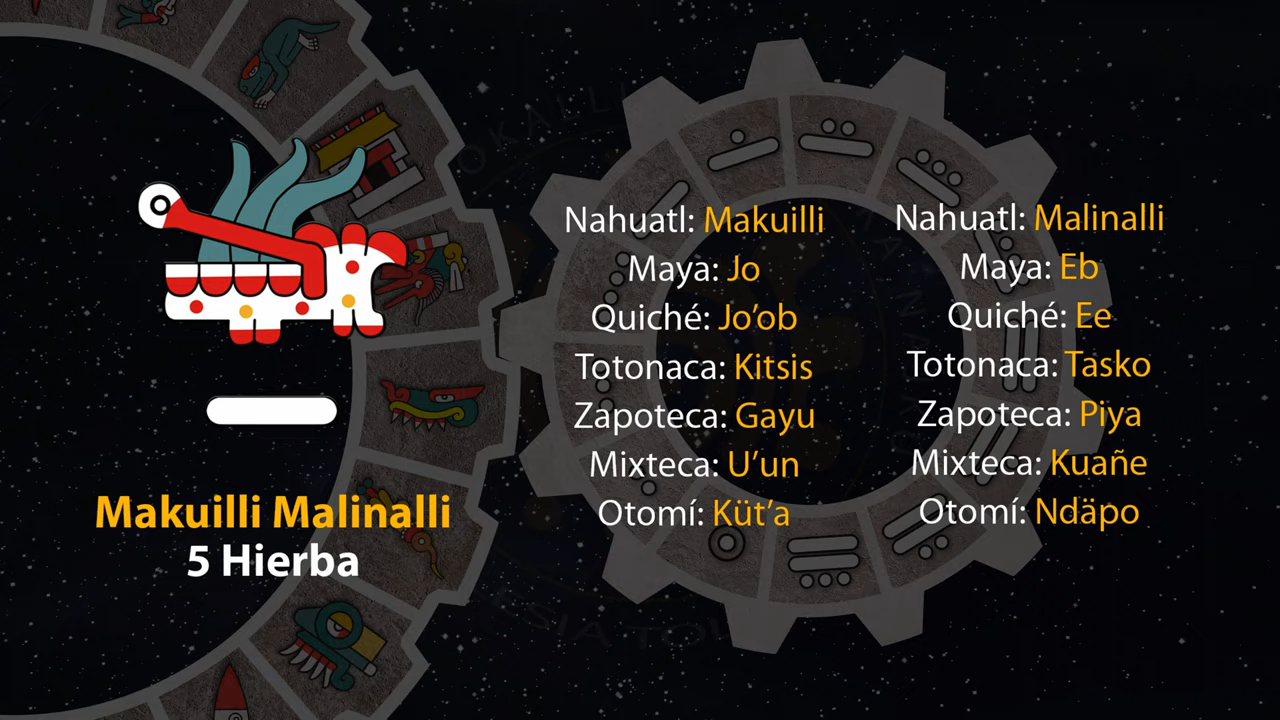 Makuilli Malinalli
5 Hierba
Nahuatl: Makuilli
Maya: Jo
Quiché: Jo’ob
Totonaca: Kitsis
Zapoteca: Gayu
Mixteca: U’un
Otomí: Küt’a
Nahuatl: Malinalli
Maya: Eb
Quiché: Ee
Totonaca: Tasko
Zapoteca: Piya
Mixteca: Kuañe
Otomí: Ndäpo